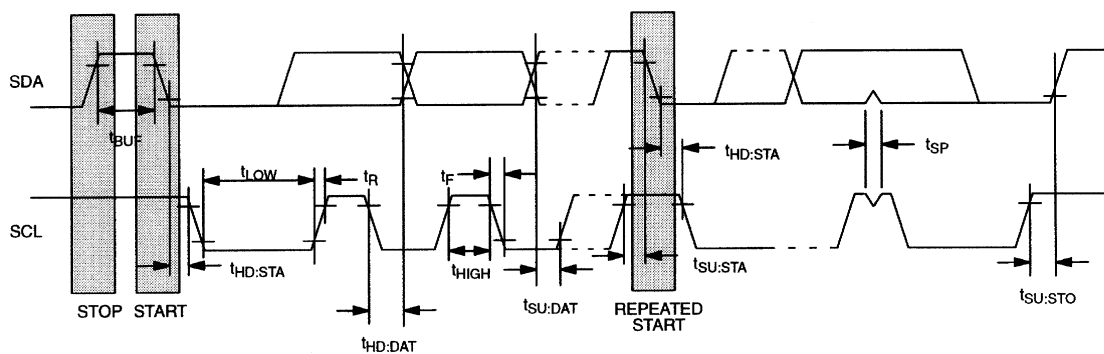 SDA
tBUF
tHD:STA
tSP
tLOW
tR
tF
SCL
tHD:STA
tHIGH
tSU:STA
STOP
START
tSU:DAT
REPEATED
START
tSU:STO
tHD:DAT